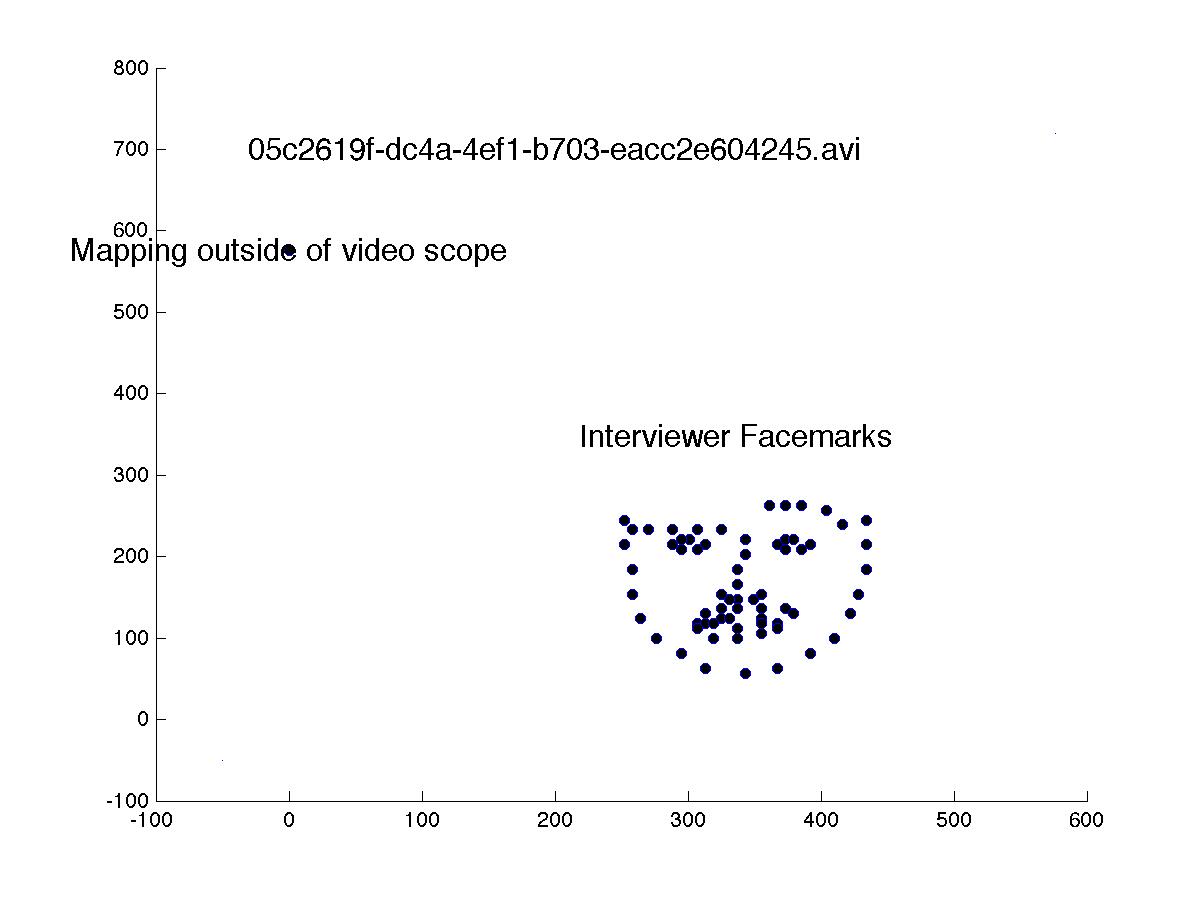 800
05c2619f-dc4a-4ef1-b703-eacc2e604245.avi
700
600
Mapping outside of video scope
500
400
Interviewer Facemarks
300
200
100
0
-100
-100 0 100 200 300 400 500 600